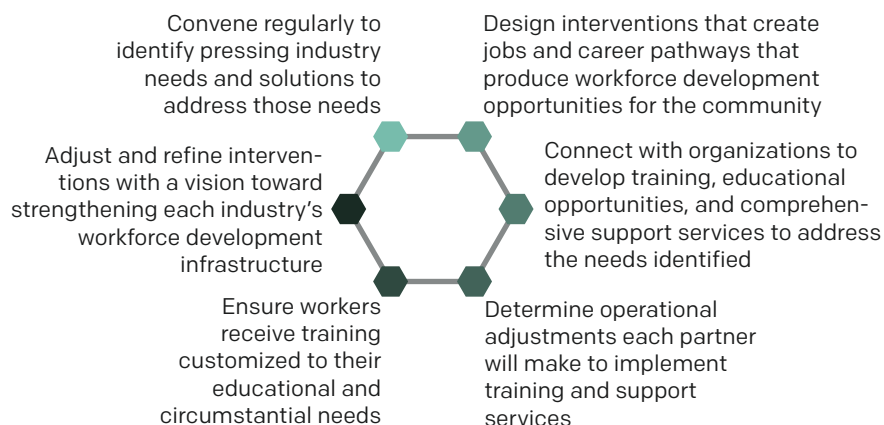 Convene regularly to
identify pressing industry
needs and solutions to
address those needs
Design interventions that create
jobs and career pathways that
produce workforce development
opportunities for the community
Connect with organizations to
develop training, educational
opportunities, and comprehen-
sive support services to address
the needs identified
Determine operational
adjustments each partner
will make to implement
training and support
services
Ensure workers
receive training
customized to their
educational and
circumstantial needs
Adjust and refine interven-
tions with a vision toward
strengthening each industry's
workforce development
infrastructure